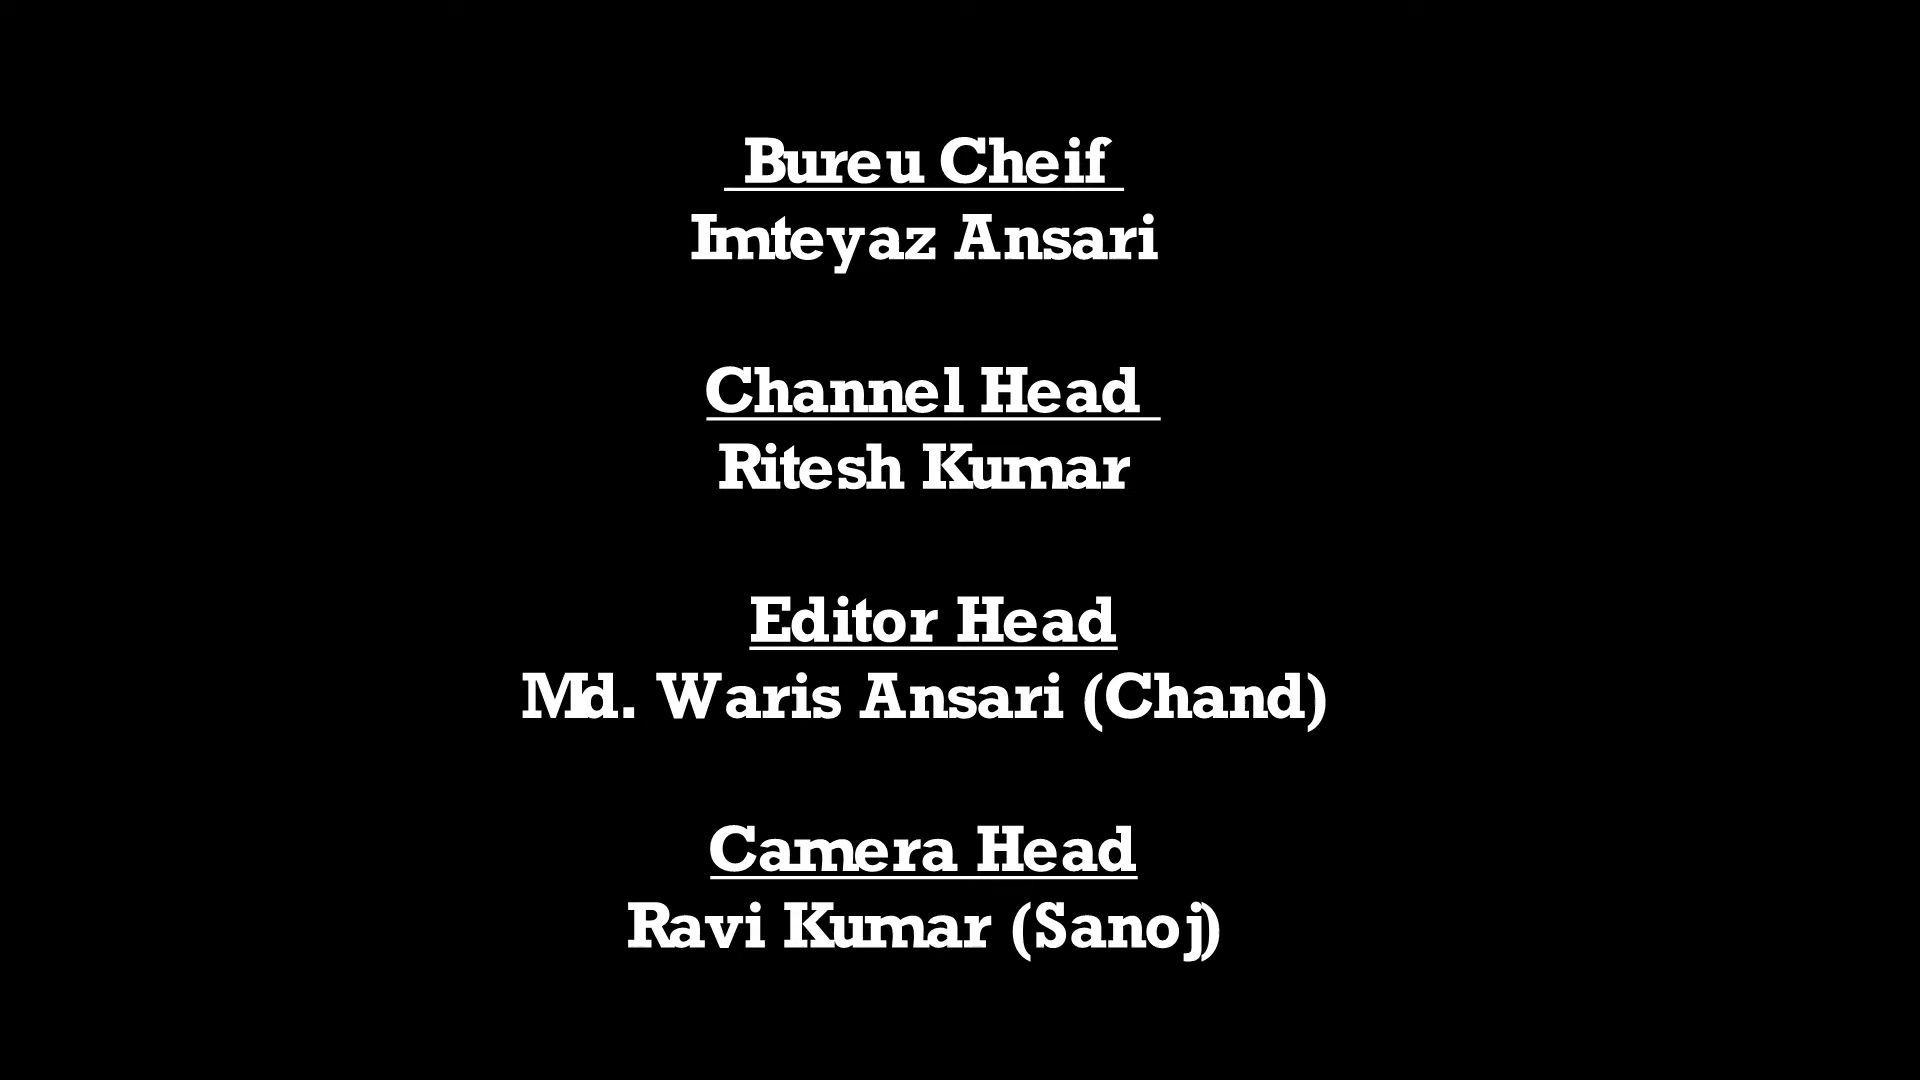 Bureu Cheif
Imteyaz Ansari
Channel Head
Ritesh Kumar
Editor Head
Md. Waris Ansari (Chand)
Camera Head
Ravi Kumar (Sanoj)